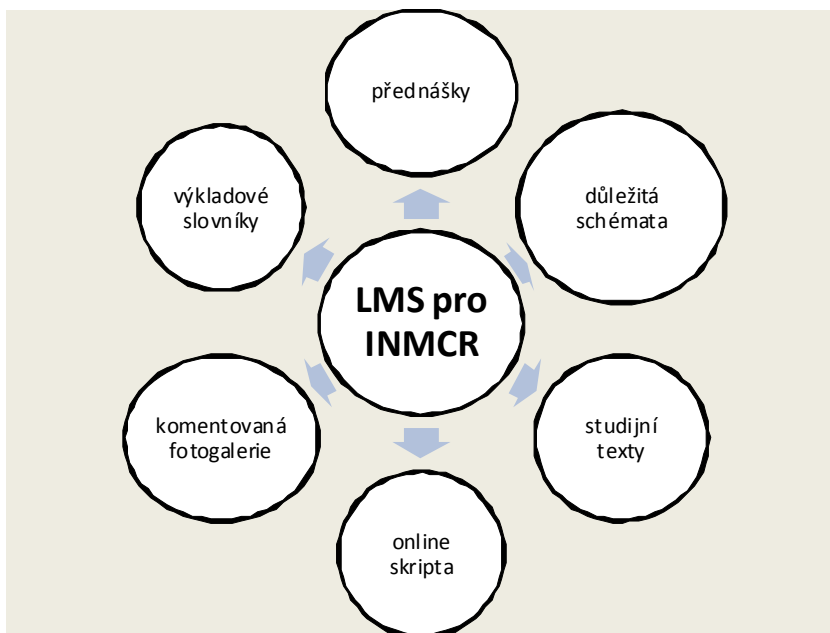 přednášky
výkladové
slovníky
důležitá
schémata
LMS pro
INMCR
komentovaná
fotogalerie
studijní
texty
online
skripta